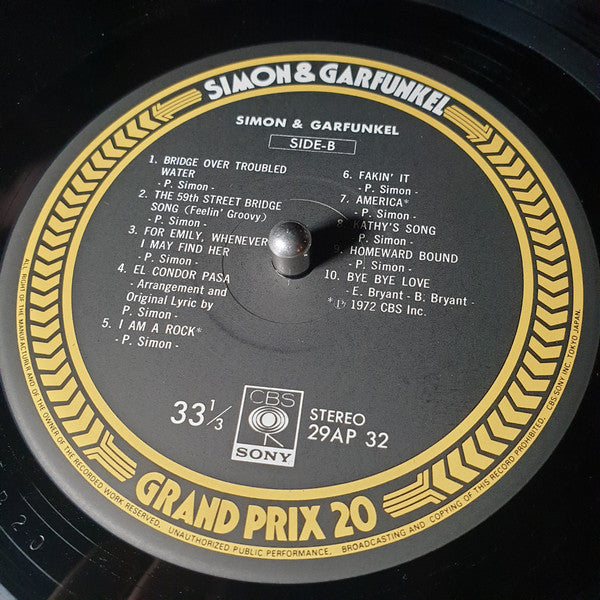 SIMON & GARFUNKEL
SIMON & GARFUNKEL
SIDE-B
1. BRIDGE OVER TROUBLED
WATER
- P. Simon -
2. THE 59th STREET BRIDGE
SONG (Feelin' Groovy)
- P. Simon -
3. FOR EMILY, WHENEVER
I MAY FIND HER
- P. Simon -
4. EL CONDOR PASA
- Arrangement and
Original Lyric by
P. Simon -
5. I AM A ROCK*
- P. Simon -
6. FAKIN' IT
- P. Simon -
7. AMERICA*
- P. Simon -
KATHY'S SONG
P. Simon -
9. HOMEWARD BOUND
- P. Simon -
10. BYE BYE LOVE
- E. Bryant - B. Bryant -
* Ⓟ 1972 CBS Inc.
33 1/3
CBS
SONY
STEREO
29AP 32
GRAND PRIX 20
ALL RIGHT OF THE MANUFACTURER AND OF THE OWNER OF THE RECORDED WORK RESERVED. UNAUTHORIZED PUBLIC PERFORMANCE, BROADCASTING AND COPYING OF THIS RECORD PROHIBITED. CBS SONY INC. TOKYO JAPAN.